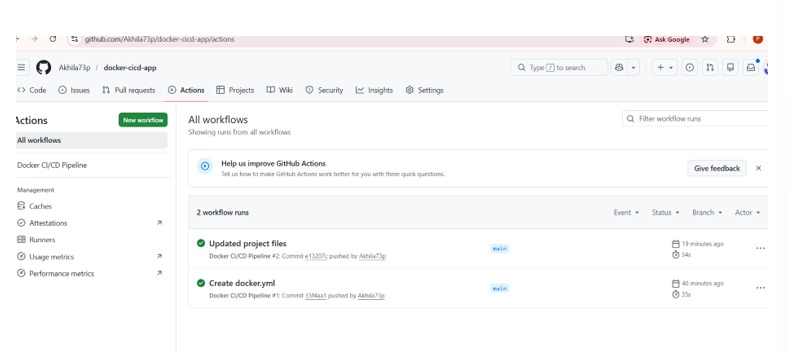 github.com/Akhila73p/docker-cicd-app/actions
Ask Google
Akhila73p / docker-cicd-app
Type / to search
Code
Issues
Pull requests
Actions
Projects
Wiki
Security
Insights
Settings
Actions
New workflow
All workflows
Docker CI/CD Pipeline
Management
Caches
Attestations
Runners
Usage metrics
Performance metrics
All workflows
Showing runs from all workflows
Filter workflow runs
Help us improve GitHub Actions
Tell us how to make GitHub Actions work better for you with three quick questions.
Give feedback
2 workflow runs
Event
Status
Branch
Actor
Updated project files
Docker CI/CD Pipeline #2: Commit e13207c pushed by Akhila73p
main
19 minutes ago
34s
Create docker.yml
Docker CI/CD Pipeline #1: Commit 35f4aa1 pushed by Akhila73p
main
40 minutes ago
35s